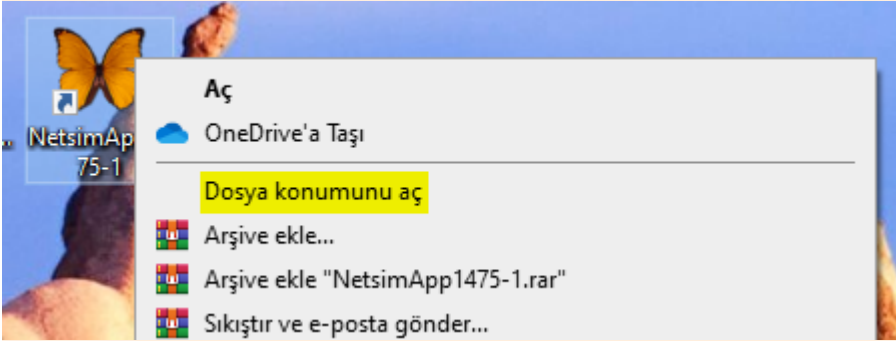 Aç
OneDrive'a Taşı
.. NetsimAp
75-1
Dosya konumunu aç
Arşive ekle...
Arşive ekle "NetsimApp1475-1.rar"
Sıkıştır ve e-posta gönder...